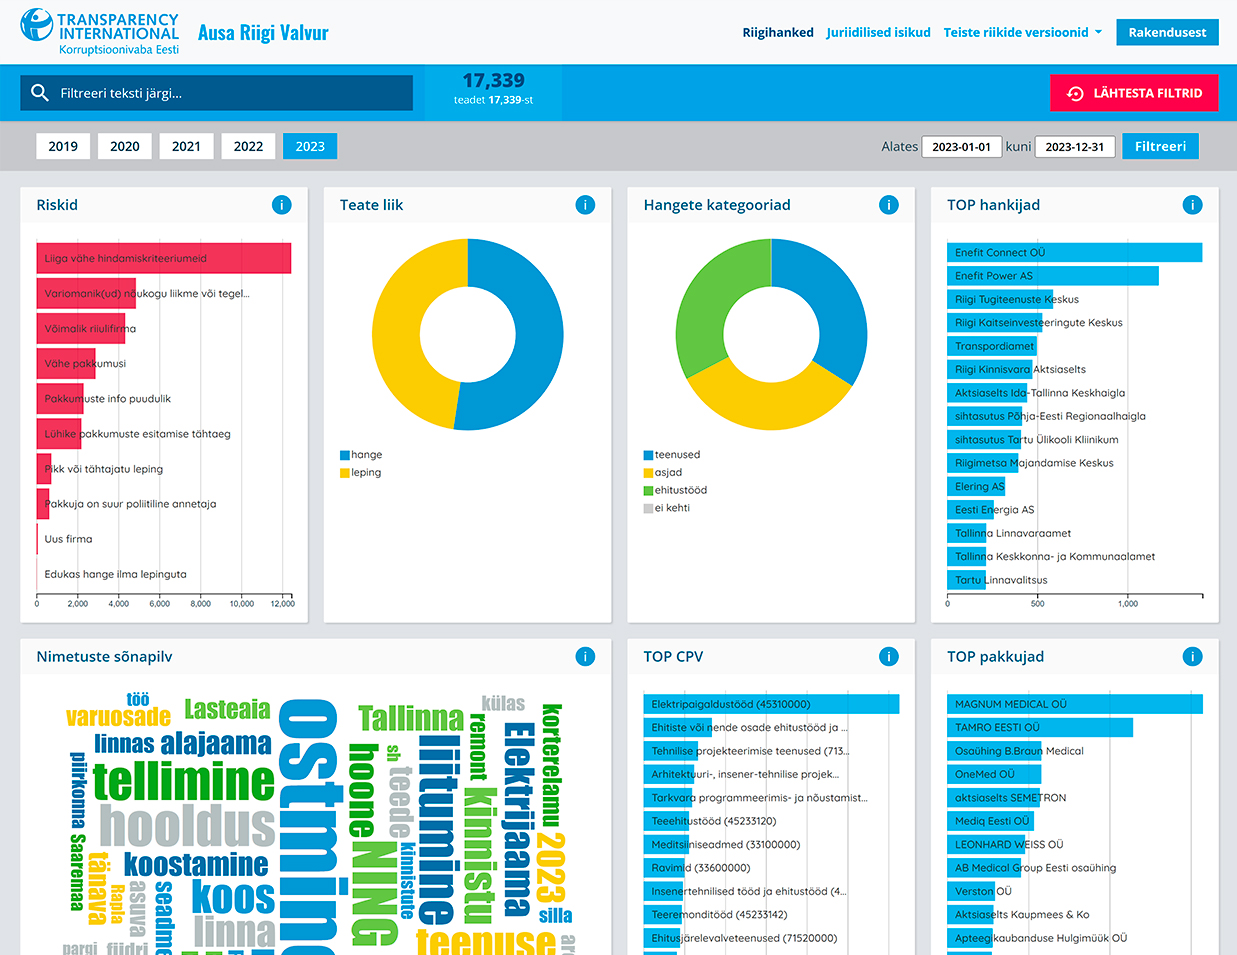 TRANSPARENCY
INTERNATIONAL
Korruptsioonivaba Eesti
Ausa Riigi Valvur
Riigihanked
Juriidilised isikud
Teiste riikide versioonid
Rakendusest
Filtreeri teksti järgi...
17,339
teadet 17,339-st
LÄHTESTA FILTRID
2019
2020
2021
2022
2023
Alates
2023-01-01
kuni
2023-12-31
Filtreeri
Riskid
Liiga vähe hindamiskriteeriumeid
Variomanik(ud) nõukogu liikme või tegel...
Võimalik riiulifirma
Vähe pakkumusi
Pakkumuste info puudulik
Lühike pakkumuste esitamise tähtaeg
Pikk või tähtajatu leping
Pakkuja on suur poliitiline annetaja
Uus firma
Edukas hange ilma lepinguta
0 2,000 4,000 6,000 8,000 10,000 12,000
Teate liik
hange
leping
Hangete kategooriad
teenused
asjad
ehitustööd
ei kehti
TOP hankijad
Enefit Connect OÜ
Enefit Power AS
Riigi Tugiteenuste Keskus
Riigi Kaitseinvesteeringute Keskus
Transpordiamet
Riigi Kinnisvara Aktsiaselts
Aktsiaselts Ida-Tallinna Keskhaigla
sihtasutus Põhja-Eesti Regionaalhaigla
sihtasutus Tartu Ülikooli Kliinikum
Riigimetsa Majandamise Keskus
Elering AS
Eesti Energia AS
Tallinna Linnavaraamet
Tallinna Keskkonna- ja Kommunaalamet
Tartu Linnavalitsus
0 500 1,000
Nimetuste sõnapilv
töö
varuosade
Lasteaia
linnas
alajaama
piirkonna
tellimine
hooldus
Saaremaa
koostamine
tänava
Rapla
asuva
seadme
koos
linna
pargi
fiidri
ostmine
Tallinna
külas
hoone
sh
teede
liitumine
remont
Elektrijaama
korterelamu
kinnistu
kinnistute
NING
2023
silla
teenuse
TOP CPV
Elektripaigaldustööd (45310000)
Ehitiste või nende osade ehitustööd ja ...
Tehnilise projekteerimise teenused (713...
Arhitektuuri-, insener-tehnilise projek...
Tarkvara programmeerimis- ja nõustamist...
Teeehitustööd (45233120)
Meditsiiniseadmed (33100000)
Ravimid (33600000)
Insenertehnilised tööd ja ehitustööd (4...
Teeremonditööd (45233142)
Ehitusjärelevalveteenused (71520000)
TOP pakkujad
MAGNUM MEDICAL OÜ
TAMRO EESTI OÜ
Osaühing B.Braun Medical
OneMed OÜ
aktsiaselts SEMETRON
Mediq Eesti OÜ
LEONHARD WEISS OÜ
AB Medical Group Eesti osaühing
Verston OÜ
Aktsiaselts Kaupmees & Ko
Apteegikaubanduse Hulgimüük OÜ